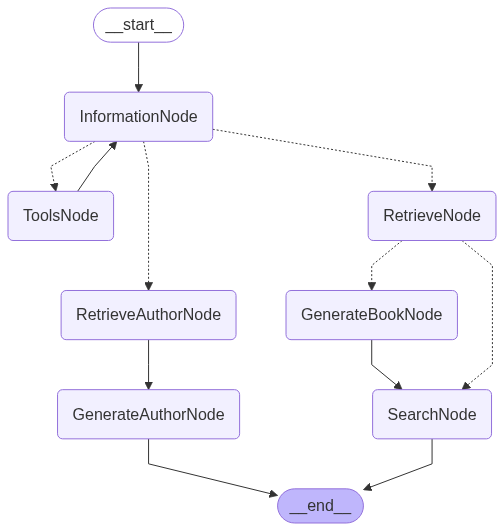 __start__
InformationNode
ToolsNode
RetrieveNode
RetrieveAuthorNode
GenerateBookNode
GenerateAuthorNode
SearchNode
__end__